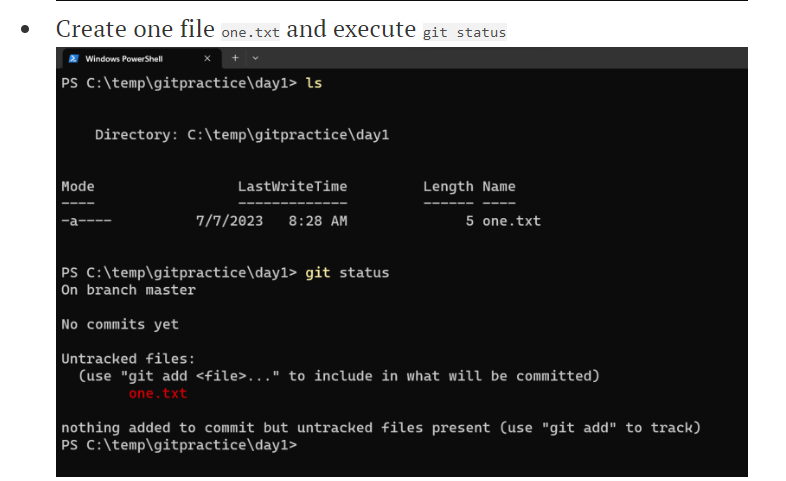 Create one file one.txt and execute git status
Windows PowerShell
PS C:\temp\gitpractice\day1> ls
Directory: C:\temp\gitpractice\day1
Mode LastWriteTime Length Name
---- ------------- ------ ----
-a---- 7/7/2023 8:28 AM 5 one.txt
PS C:\temp\gitpractice\day1> git status
On branch master
No commits yet
Untracked files:
(use "git add <file>..." to include in what will be committed)
one.txt
nothing added to commit but untracked files present (use "git add" to track)
PS C:\temp\gitpractice\day1>